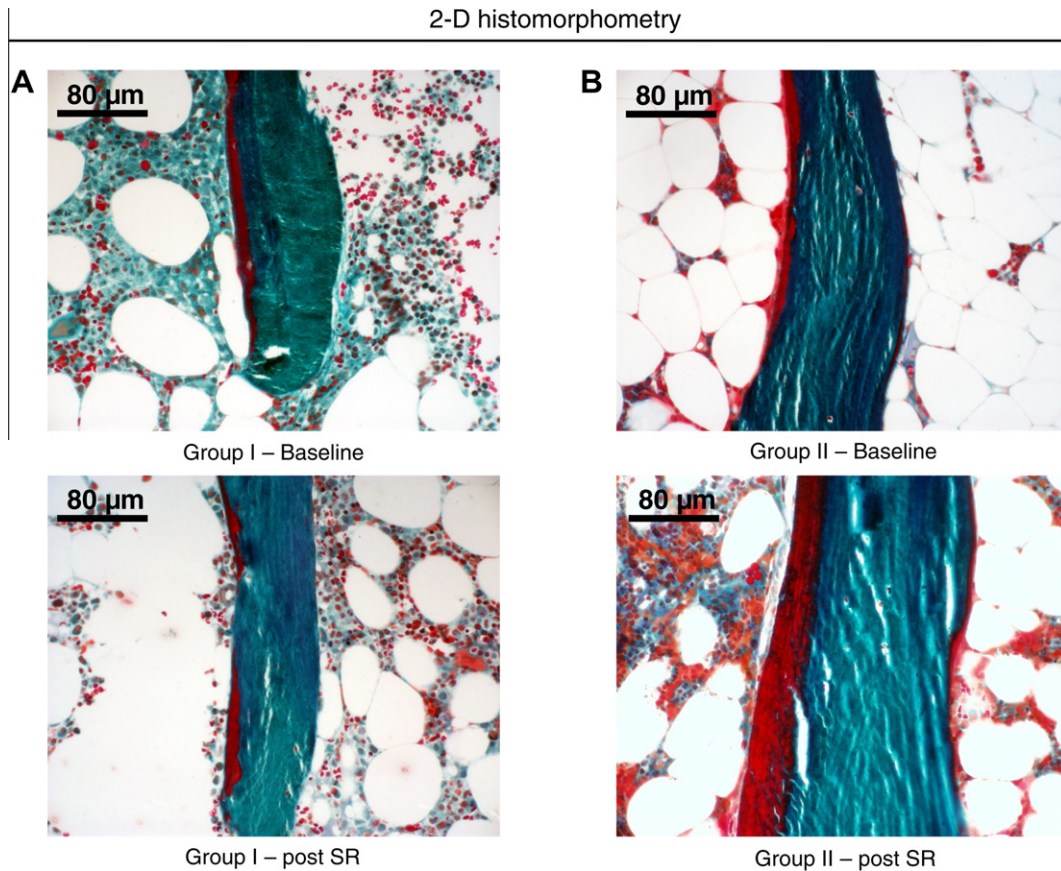 2-D histomorphometry
A
B
80 µm
80 µm
Group I – Baseline
Group II – Baseline
80 µm
80 µm
Group I – post SR
Group II – post SR